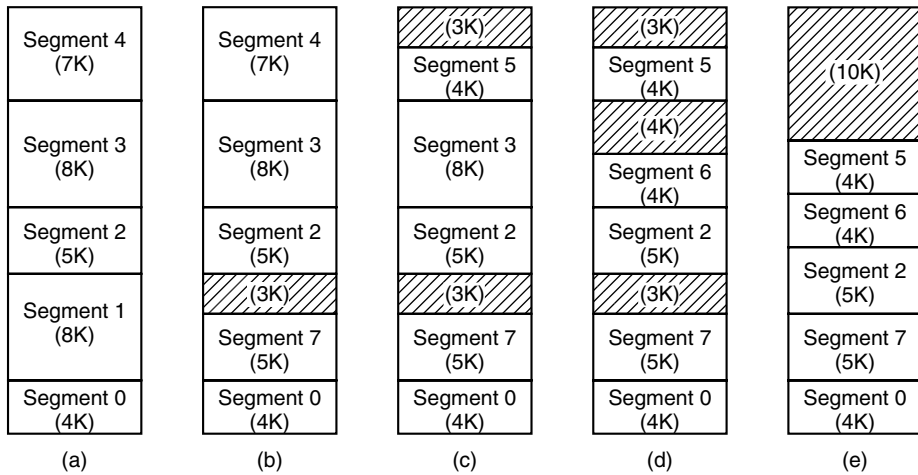 Segment 4
(7K)
Segment 3
(8K)
Segment 2
(5K)
Segment 1
(8K)
Segment 0
(4K)
(a)
Segment 4
(7K)
Segment 3
(8K)
Segment 2
(5K)
(3K)
Segment 7
(5K)
Segment 0
(4K)
(b)
(3K)
Segment 5
(4K)
Segment 3
(8K)
Segment 2
(5K)
(3K)
Segment 7
(5K)
Segment 0
(4K)
(c)
(3K)
Segment 5
(4K)
(4K)
Segment 6
(4K)
Segment 2
(5K)
(3K)
Segment 7
(5K)
Segment 0
(4K)
(d)
(10K)
Segment 5
(4K)
Segment 6
(4K)
Segment 2
(5K)
Segment 7
(5K)
Segment 0
(4K)
(e)